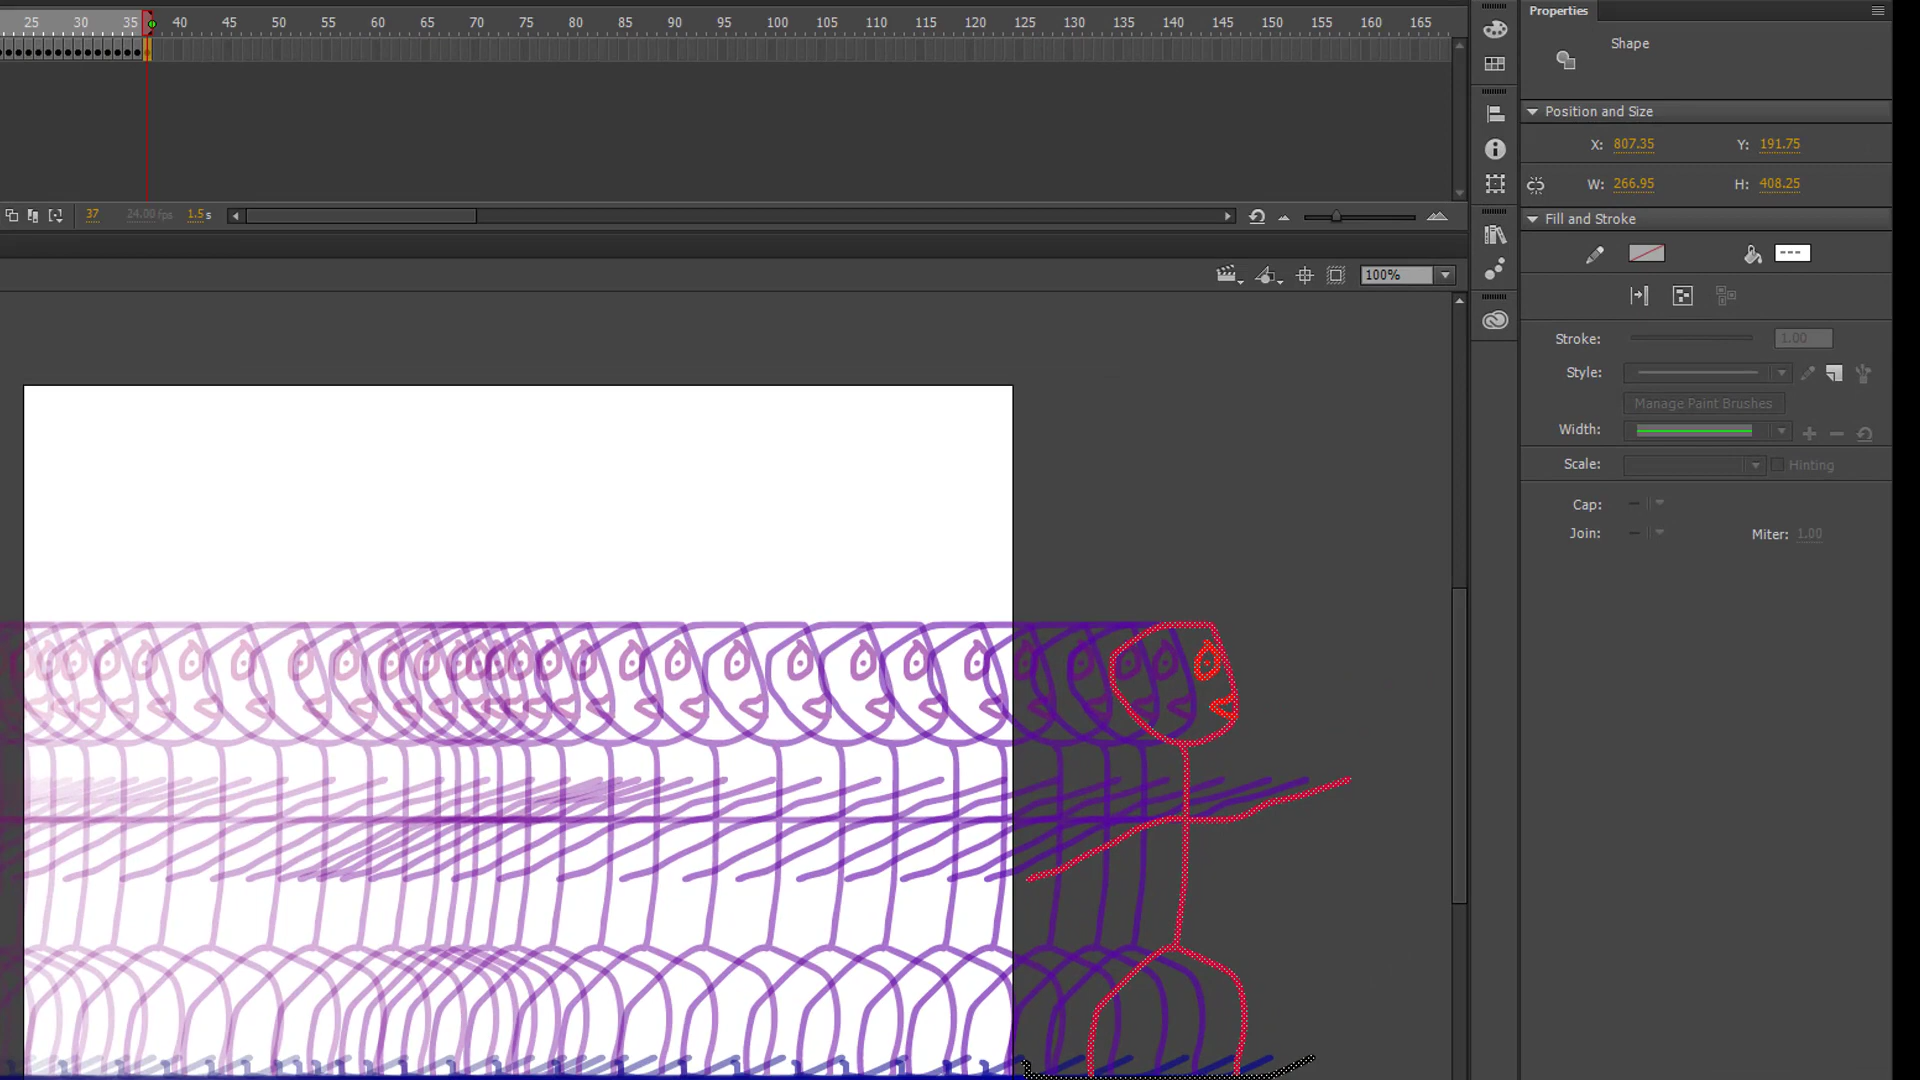 25 30 35 40 45 50 55 60 65 70 75 80 85 90 95 100 105 110 115 120 125 130 135 140 145 150 155 160 165
37 24.00 fps 1.5 s
100%
Properties
Shape
Position and Size
X: 807.35 Y: 191.75
W: 266.95 H: 408.25
Fill and Stroke
Stroke: 1.00
Style:
Manage Paint Brushes
Width:
Scale: Hinting
Cap:
Join: Miter: 1.00